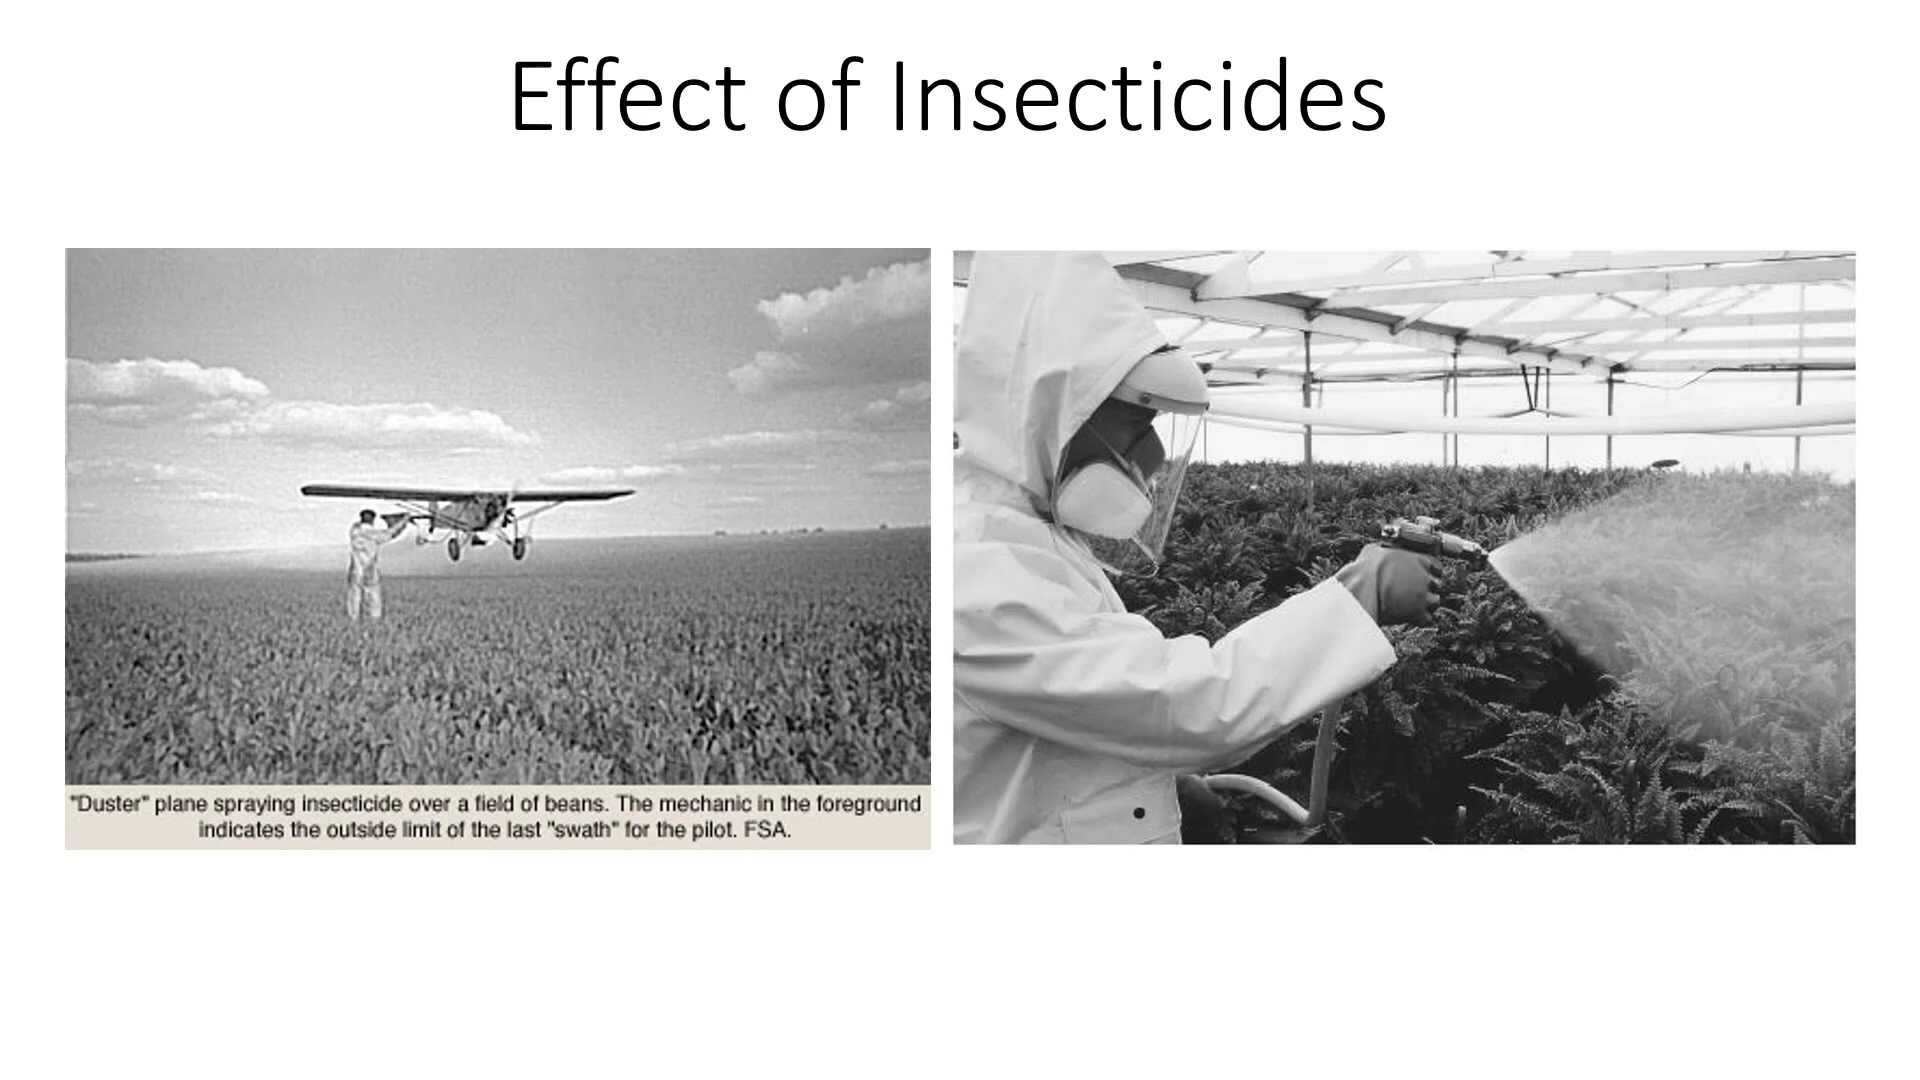 Effect of Insecticides
"Duster" plane spraying insecticide over a field of beans. The mechanic in the foreground
indicates the outside limit of the last "swath" for the pilot. FSA.